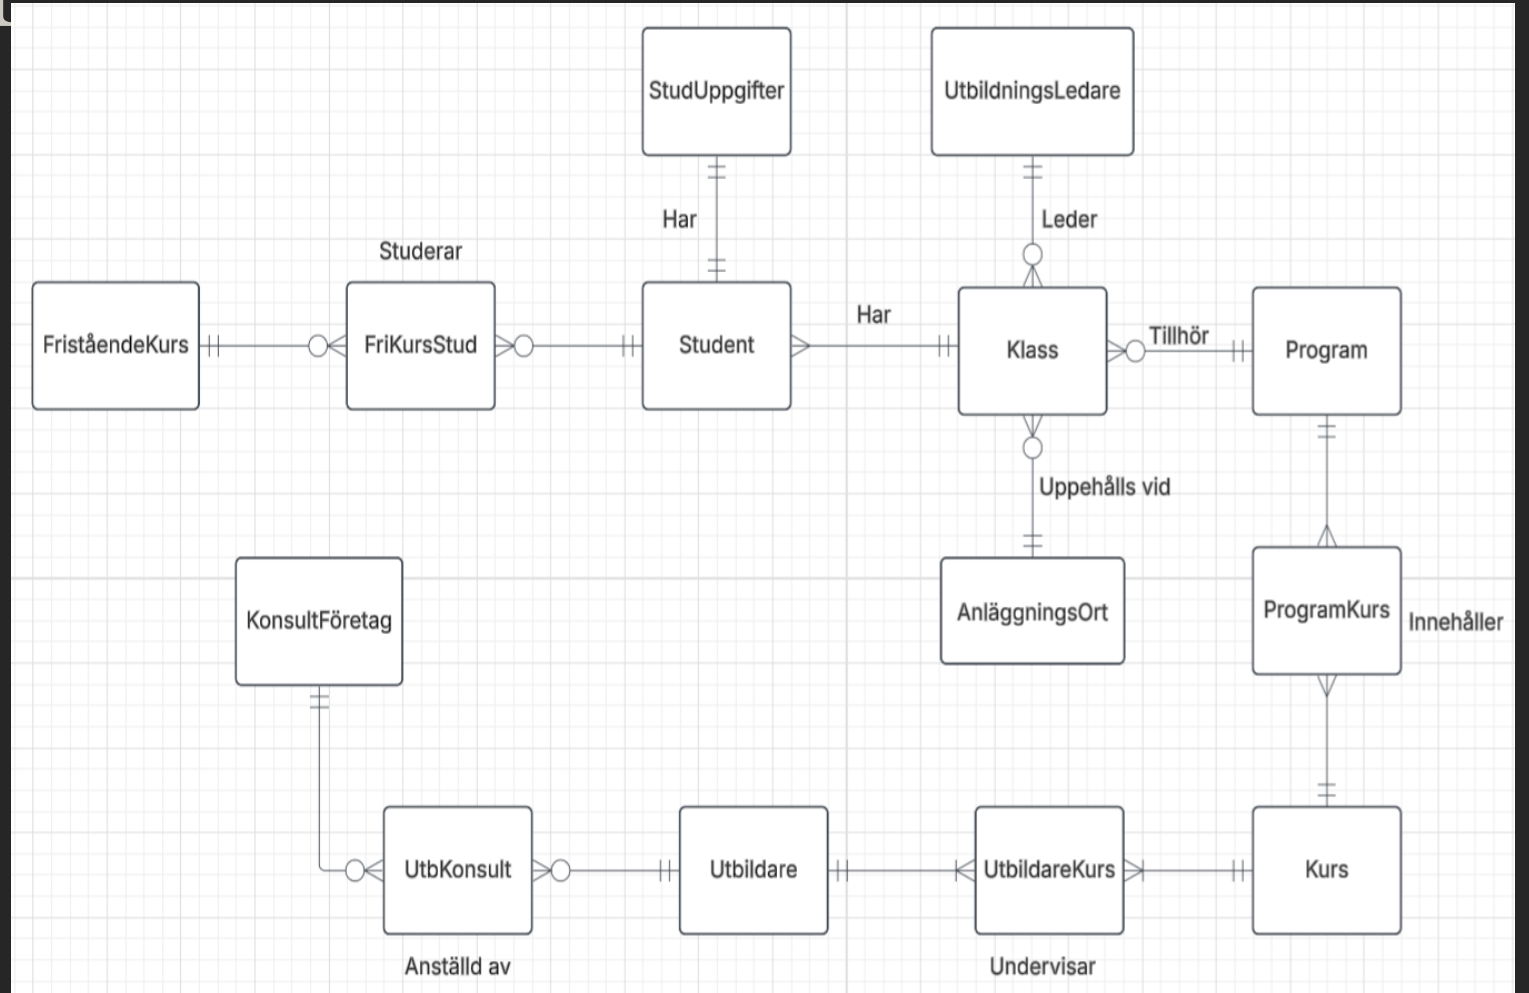 StudUppgifter
UtbildningsLedare
Har
Leder
Studerar
FriståendeKurs
FriKursStud
Student
Har
Klass
Tillhör
Program
Uppehålls vid
KonsultFöretag
AnläggningsOrt
ProgramKurs
Innehåller
UtbKonsult
Utbildare
UtbildareKurs
Kurs
Anställd av
Undervisar